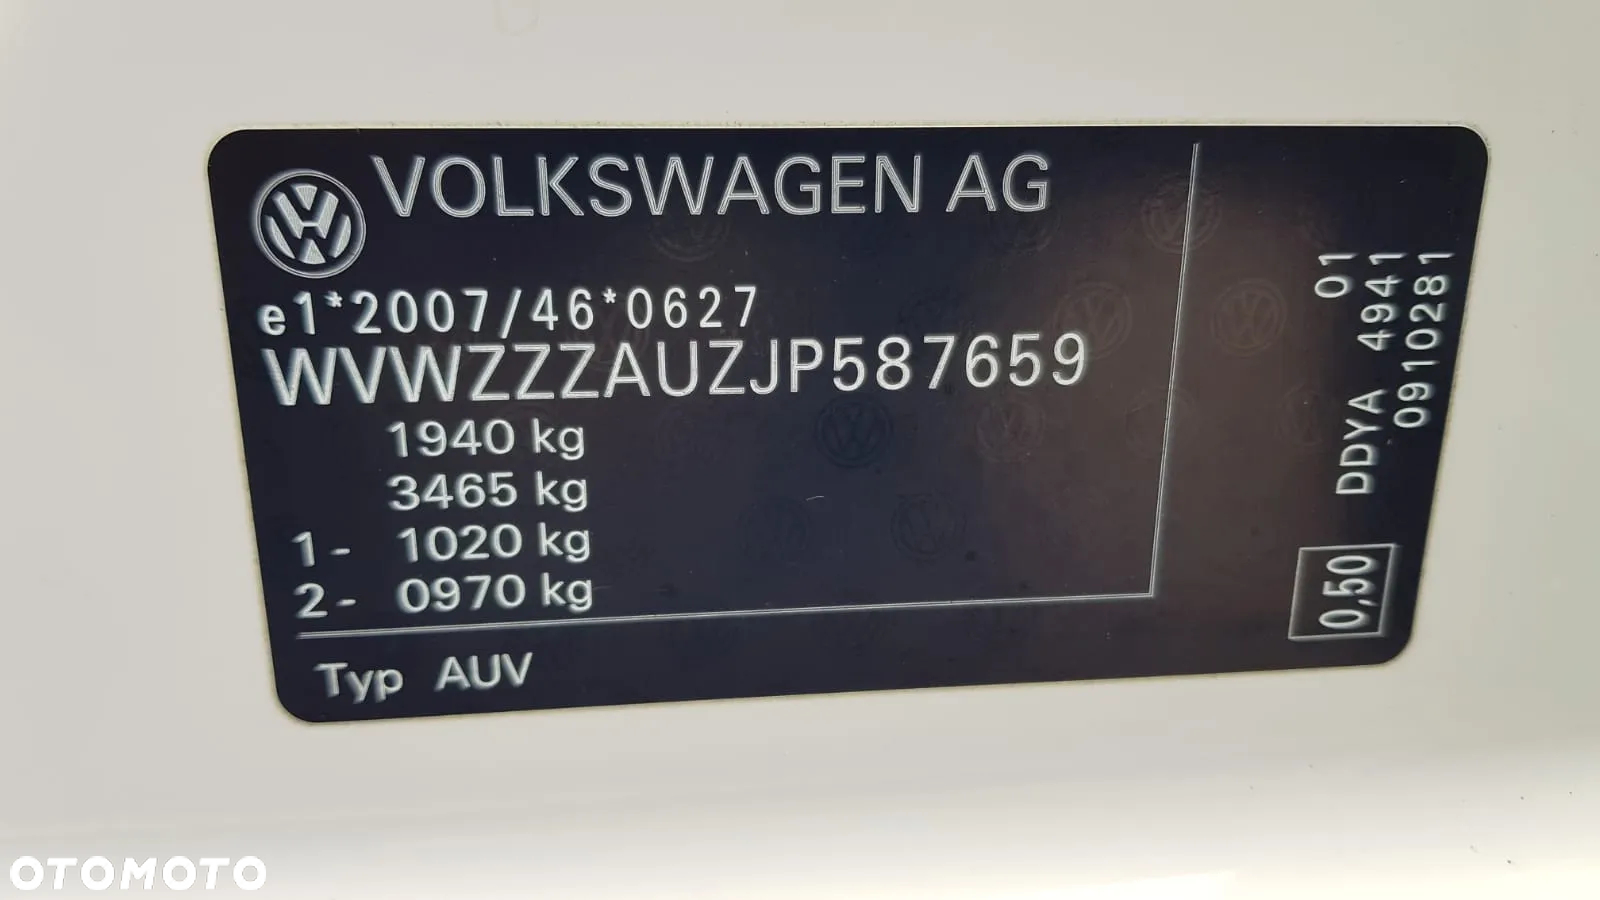 VOLKSWAGEN AG
e1*2007/46*0627
WVWZZZAUZJP587659
1940 kg
3465 kg
1- 1020 kg
2- 0970 kg
Typ AUV
01
DDYA 4941
0910281
0,50
OTOMOTO